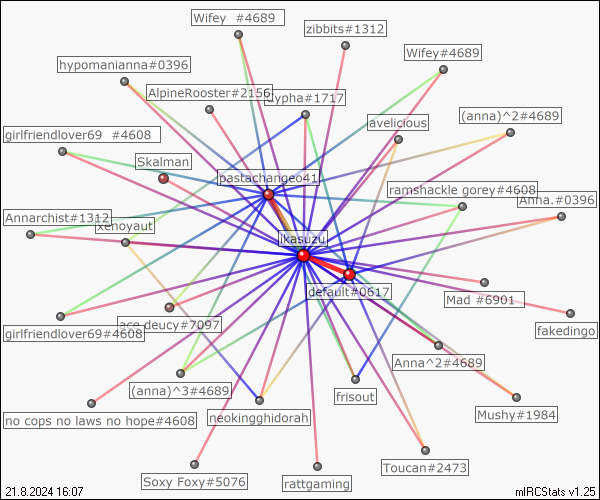 Wifey  #4689
zibbits#1312
Wifey#4689
hypomanianna#0396
AlpineRooster#2156
Cypha#1717
(anna)^2#4689
avelicious
girlfriendlover69  #4608
Skalman
pastachangeo41
ramshackle gorey#4608
Anna.#0396
Annarchist#1312
xenoyaut
ikasuzu
default#0617
Mad #6901
ace deucy#7097
girlfriendlover69#4608
fakedingo
Anna^2#4689
(anna)^3#4689
frisout
neokingghidorah
no cops no laws no hope#4608
Mushy#1984
Toucan#2473
Soxy Foxy#5076
rattgaming
21.8.2024 16:07
mIRCStats v1.25